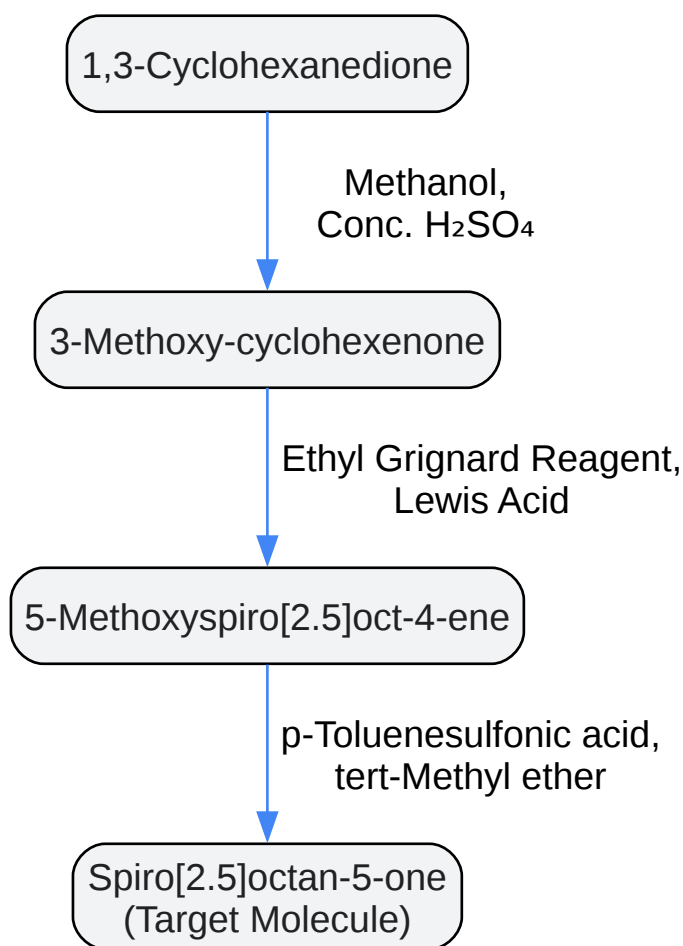 1,3-Cyclohexanedione
Methanol,
Conc. H₂SO₄
3-Methoxy-cyclohexenone
Ethyl Grignard Reagent,
Lewis Acid
5-Methoxyspiro[2.5]oct-4-ene
p-Toluenesulfonic acid,
tert-Methyl ether
Spiro[2.5]octan-5-one
(Target Molecule)